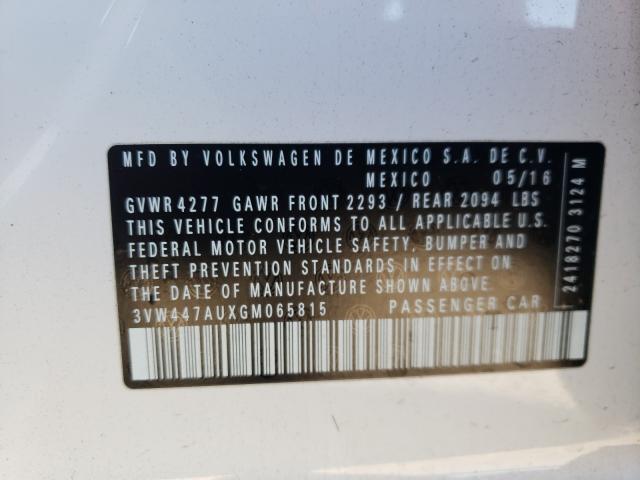 MFD BY VOLKSWAGEN DE MEXICO S.A. DE C.V.
MEXICO 05/16
GVWR 4277 GAWR FRONT 2293 / REAR 2094 LBS
THIS VEHICLE CONFORMS TO ALL APPLICABLE U.S.
FEDERAL MOTOR VEHICLE SAFETY, BUMPER AND
THEFT PREVENTION STANDARDS IN EFFECT ON
THE DATE OF MANUFACTURE SHOWN ABOVE
3VW447AUXGM065815 PASSENGER CAR
2418270 3124 M